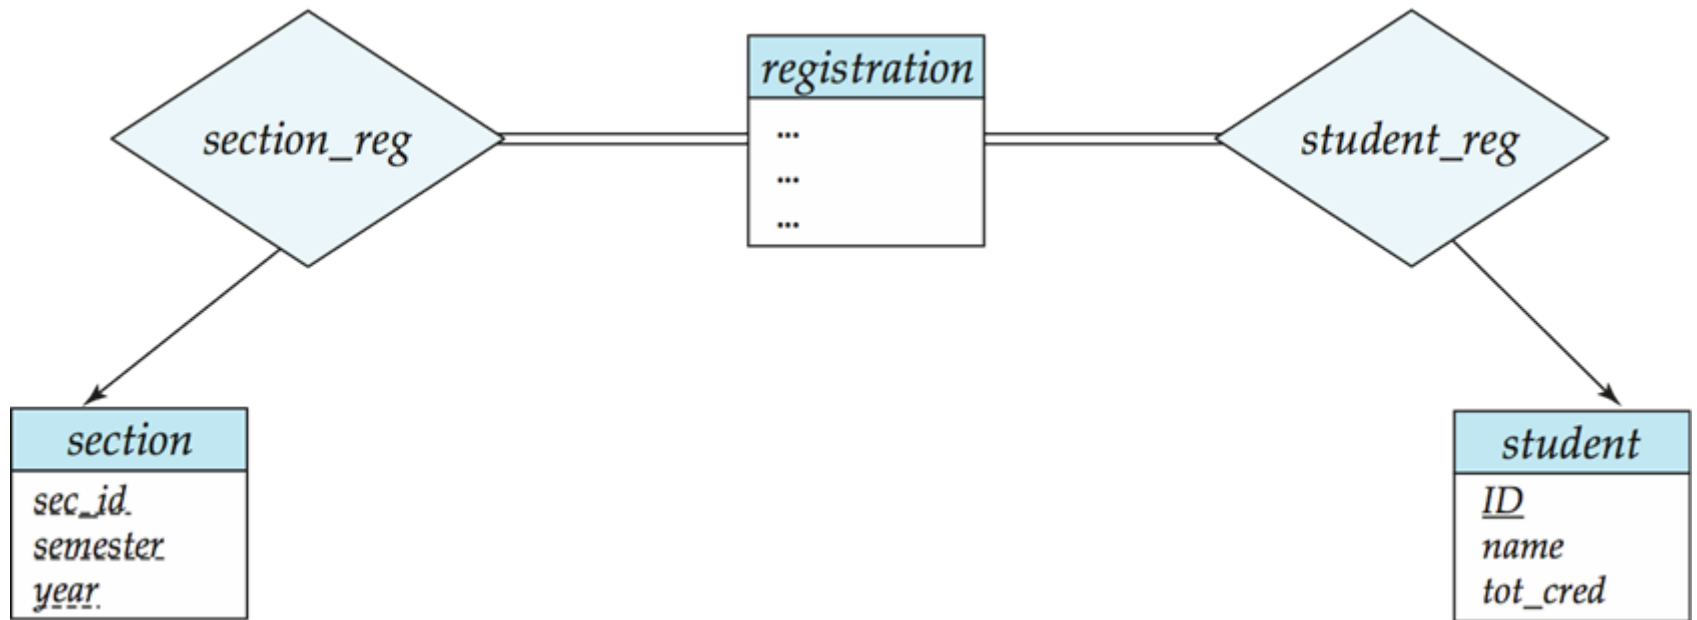 section_reg
registration
...
...
...
student_reg
section
sec_id
semester
year
student
ID
name
tot_cred